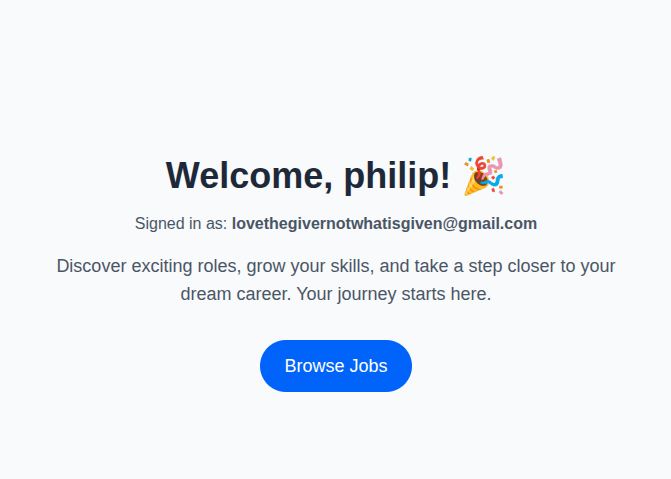 Welcome, philip! 🎉
Signed in as: lovethegivernotwhatisgiven@gmail.com
Discover exciting roles, grow your skills, and take a step closer to your
dream career. Your journey starts here.
Browse Jobs